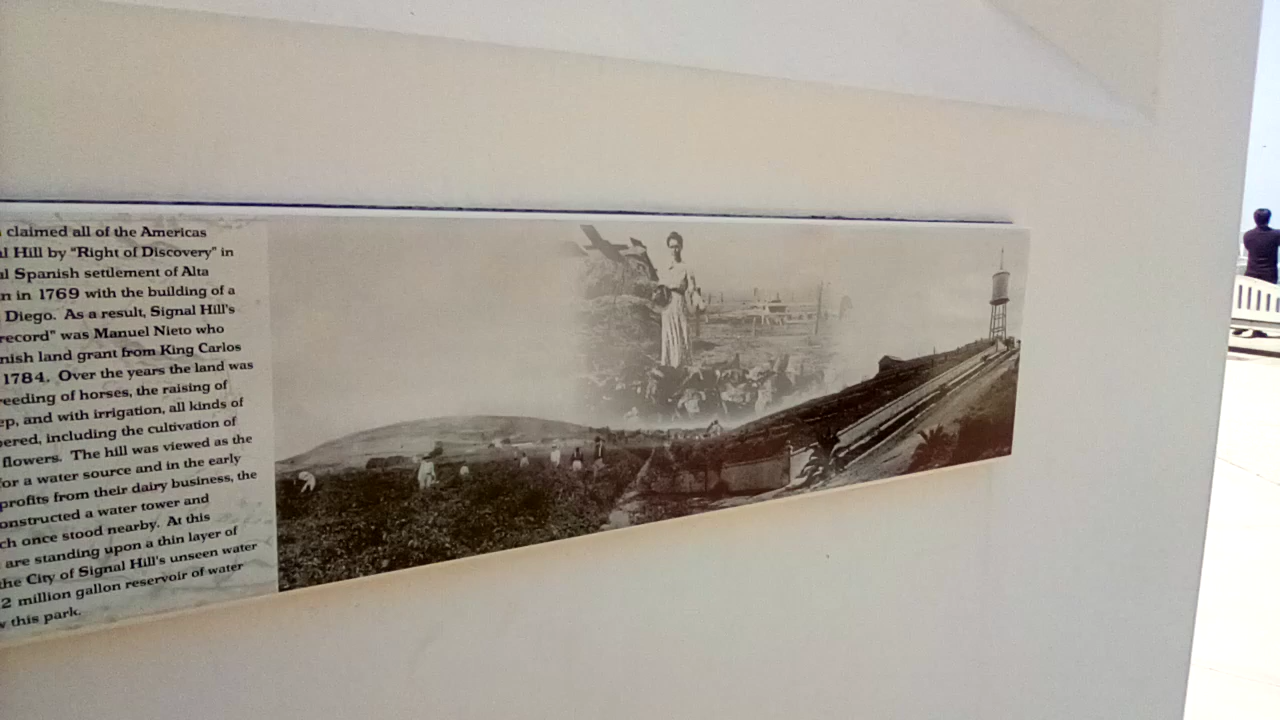 claimed all of the Americas
Hill by "Right of Discovery" in
Spanish settlement of Alta
in 1769 with the building of a
Diego. As a result, Signal Hill's
record" was Manuel Nieto who
land grant from King Carlos
1784. Over the years the land was
of horses, the raising of
and with irrigation, all kinds of
including the cultivation of
flowers. The hill was viewed as the
for a water source and in the early
profits from their dairy business, the
a water tower and
once stood nearby. At this
are standing upon a thin layer of
the City of Signal Hill's unseen water
2 million gallon reservoir of water
this park.